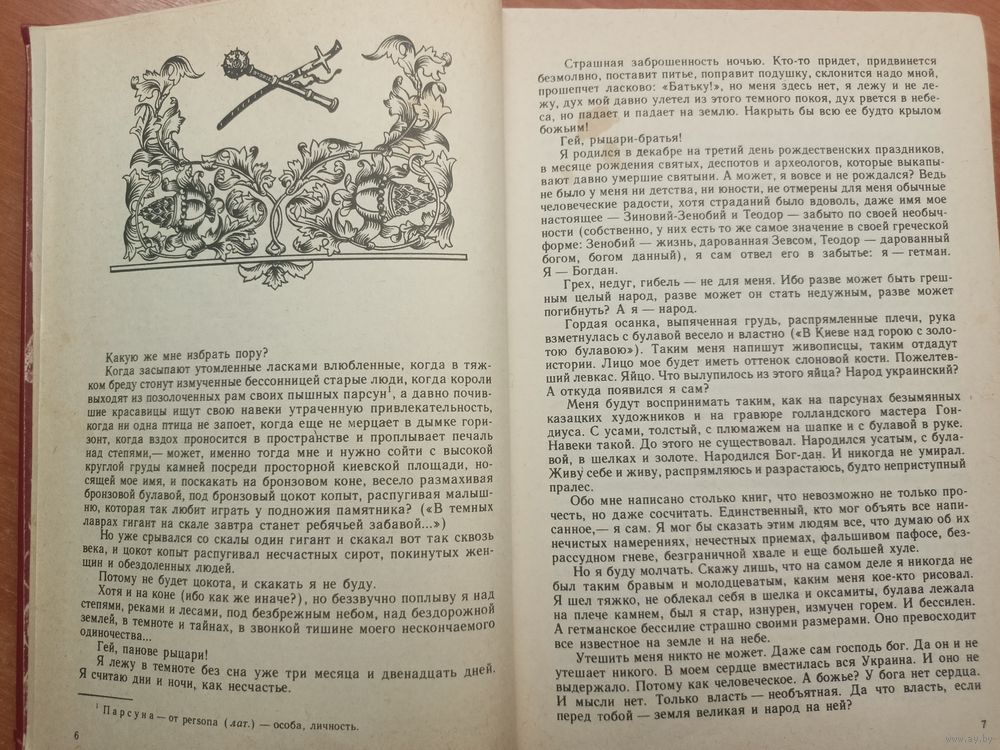 Какую же мне избрать пору?
Когда засыпают утомленные ласками влюбленные, когда в тяж-
ком бреду стонут измученные бессонницей старые люди, когда короли
выходят из позолоченных рам своих пышных парсун¹, а давно почив-
шие красавицы ищут свою навеки утраченную привлекательность,
когда ни одна птица не запоет, когда еще не мерцает в дымке гори-
зонт, когда вздох проносится в пространстве и проплывает печаль
над степями,— может, именно тогда мне и нужно сойти с высокой
круглой груды камней посреди просторной киевской площади, но-
сящей мое имя, и поскакать на бронзовом коне, весело размахивая
бронзовой булавой, под бронзовый цокот копыт, распугивая малыш-
ню, которая так любит играть у подножия памятника? («В темных
лаврах гигант на скале завтра станет ребячьей забавой...»)
Но уже срывался со скалы один гигант и скакал вот так сквозь
века, и цокот копыт распугивал несчастных сирот, покинутых жен-
щин и обездоленных людей.
Потому не будет цокота, и скакать я не буду.
Хотя и на коне (ибо как же иначе?), но беззвучно поплыву я над
степями, реками и лесами, под безбрежным небом, над бездорожной
землей, в темноте и тайнах, в звонкой тишине моего нескончаемого
одиночества...
Гей, панове рыцари!
Я лежу в темноте без сна уже три месяца и двенадцать дней.
Я считаю дни и ночи, как несчастье.
¹ Парсуна — от persona (лат.) — особа, личность.
6
Страшная заброшенность ночью. Кто-то придет, придвинется
безмолвно, поставит питье, поправит подушку, склонится надо мной,
прошепчет ласково: «Батьку!», но меня здесь нет, я лежу и не ле-
жу, дух мой давно улетел из этого темного покоя, дух рвется в небе-
са, но падает и падает на землю. Накрыть бы всю ее будто крылом
божьим!
Гей, рыцари-братья!
Я родился в декабре на третий день рождественских праздников,
в месяце рождения святых, деспотов и археологов, которые выкапы-
вают давно умершие святыни. А может, я вовсе и не рождался? Ведь
не было у меня ни детства, ни юности, не отмерены для меня обычные
человеческие радости, хотя страданий было вдоволь, даже имя мое
настоящее — Зиновий-Зенобий и Теодор — забыто по своей необыч-
ности (собственно, у них есть то же самое значение в своей греческой
форме: Зенобий — жизнь, дарованная Зевсом, Теодор — дарованный
богом, богом данный), я сам отвел его в забытье: я — гетман.
Я — Богдан.
Грех, недуг, гибель — не для меня. Ибо разве может быть греш-
ным целый народ, разве может он стать недужным, разве может
погибнуть? А я — народ.
Гордая осанка, выпяченная грудь, распрямленные плечи, рука
взметнулась с булавой весело и властно («В Киеве над горою с золо-
тою булавою»). Таким меня напишут живописцы, таким отдадут
истории. Лицо мое будет иметь оттенок слоновой кости. Пожелтев-
ший левкас. Яйцо. Что вылупилось из этого яйца? Народ украинский?
А откуда появился я сам?
Меня будут воспринимать таким, как на парсунах безымянных
казацких художников и на гравюре голландского мастера Гон-
диуса. С усами, толстый, с плюмажем на шапке и с булавой в руке.
Навеки такой. До этого не существовал. Народился усатым, с була-
вой, в шелках и золоте. Народился Бог-дан. И никогда не умирал.
Живу себе и живу, распрямляюсь и разрастаюсь, будто неприступный
пралес.
Обо мне написано столько книг, что невозможно не только про-
честь, но даже сосчитать. Единственный, кто мог объять все напи-
санное,— я сам. Я мог бы сказать этим людям все, что думаю об их
нечистых намерениях, нечестных приемах, фальшивом пафосе, без-
рассудном гневе, безграничной хвале и еще большей хуле.
Но я буду молчать. Скажу лишь, что на самом деле я никогда не
был таким бравым и молодцеватым, каким меня кое-кто рисовал.
Я шел тяжко, не облекал себя в шелка и оксамиты, булава лежала
на плече камнем, был я стар, изнурен, измучен горем. И бессилен.
А гетманское бессилие страшно своими размерами. Оно превосходит
все известное на земле и на небе.
Утешить меня никто не может. Даже сам господь бог. Да он и не
утешает никого. В моем сердце вместилась вся Украина. И оно не
выдержало. Потому как человеческое. А божье? У бога нет сердца.
И мысли нет. Только власть — необъятная. Да что власть, если
перед тобой — земля великая и народ на ней?
7
www.ay.by